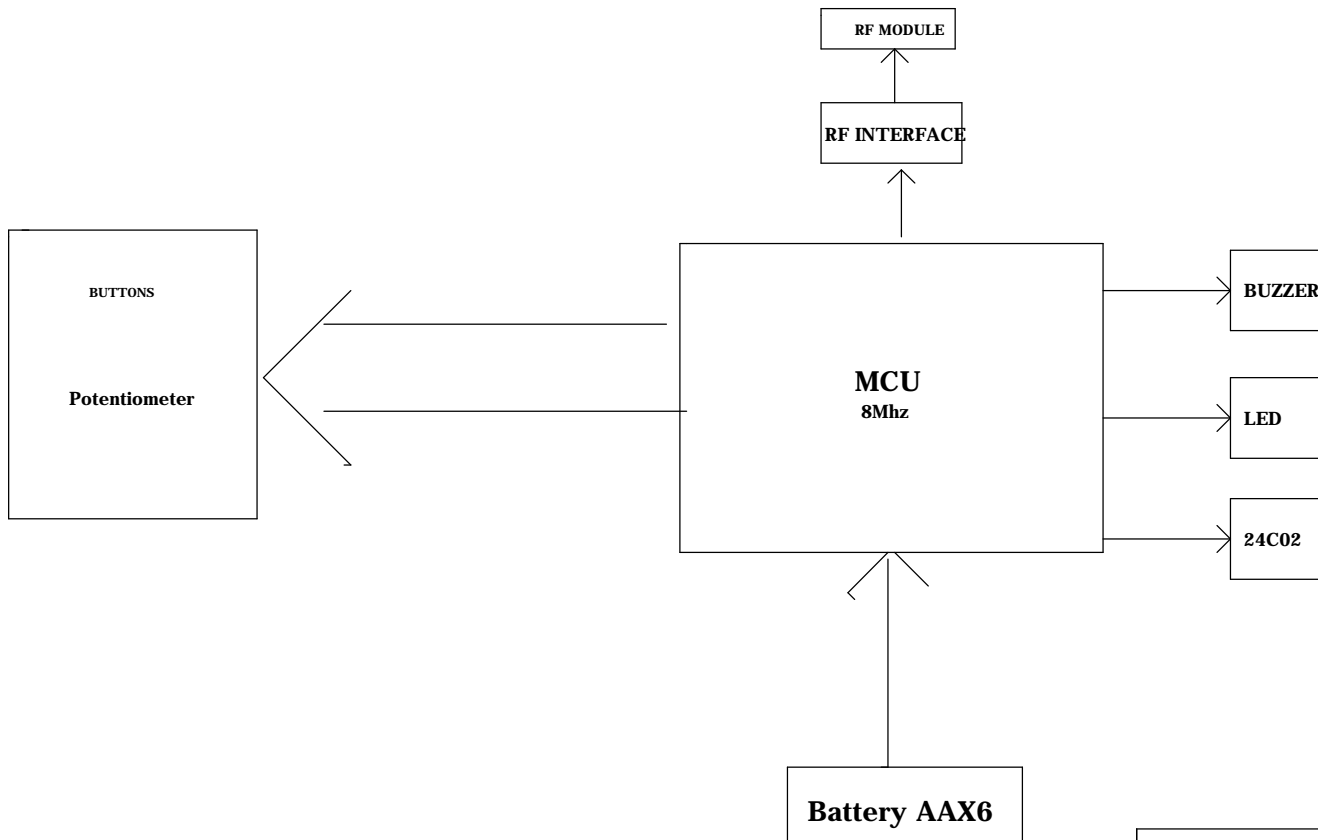 RF MODULE
RF INTERFACE
BUTTONS
Potentiometer
MCU
8Mhz
BUZZER
LED
24C02
Battery AAX6